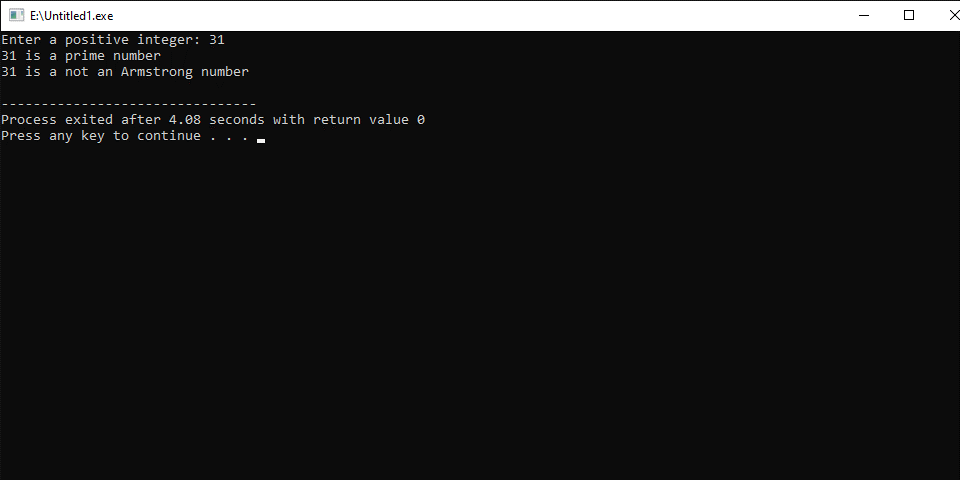 E:\Untitled1.exe
Enter a positive integer: 31
31 is a prime number
31 is a not an Armstrong number
--------------------------------
Process exited after 4.08 seconds with return value 0
Press any key to continue . . .